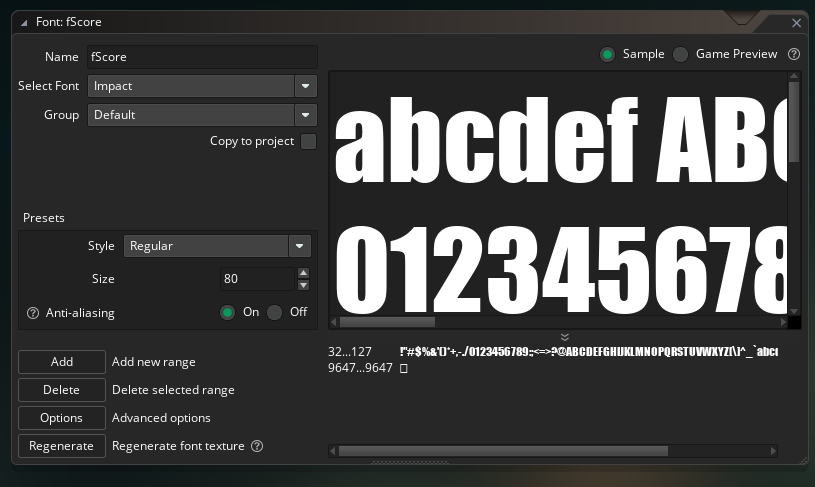 Font: fScore
Name fScore
Sample Game Preview ?
Select Font Impact
Group Default
Copy to project
abcdef ABC
012345678
Presets
Style Regular
Size 80
? Anti-aliasing On Off
32...127 !"#$%&'()*+,-./0123456789:;<=>?@ABCDEFGHIJKLMNOPQRSTUVWXYZ[\]^_`abc
9647...9647 □
Add Add new range
Delete Delete selected range
Options Advanced options
Regenerate Regenerate font texture ?